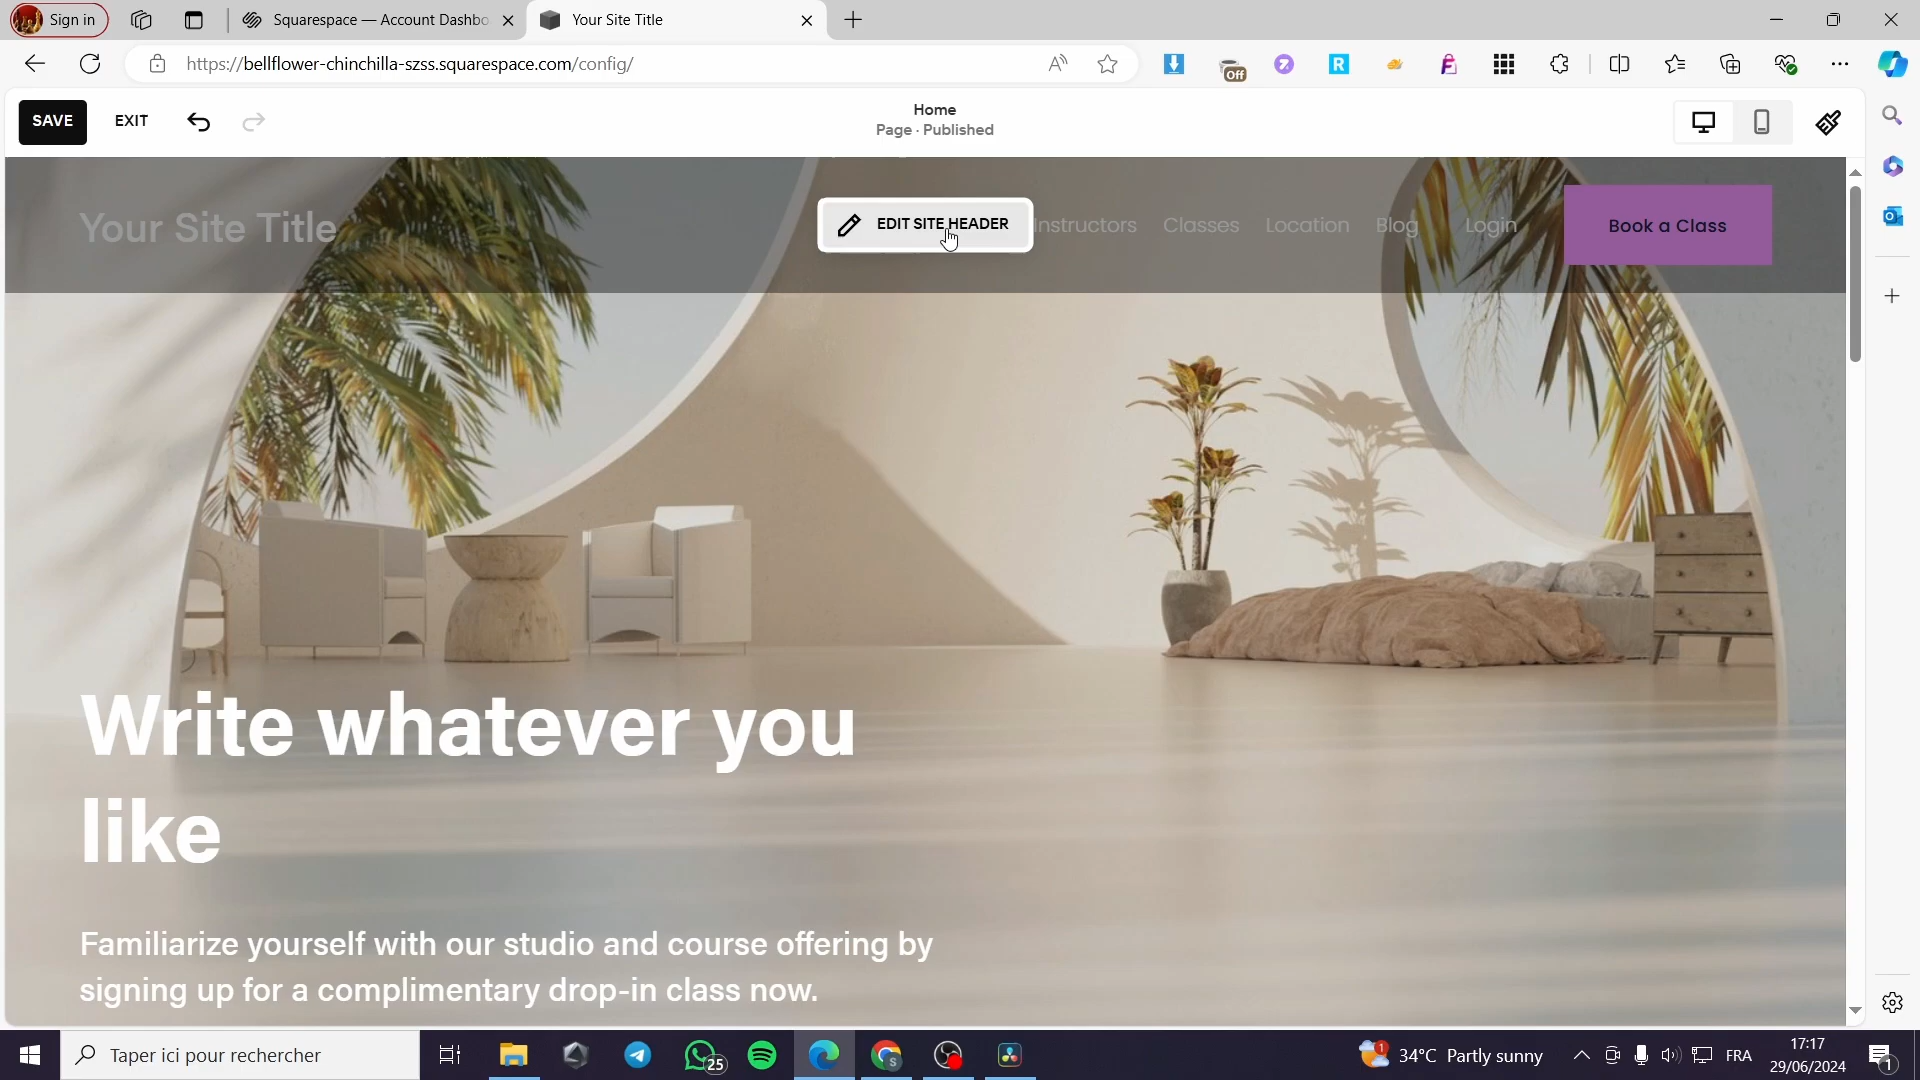 Sign in
Squarespace — Account Dashbo
Your Site Title
https://bellflower-chinchilla-szss.squarespace.com/config/
Off
SAVE
EXIT
Home
Page · Published
Your Site Title
EDIT SITE HEADER
Instructors
Classes
Location
Blog
Login
Book a Class
Write whatever you
like
Familiarize yourself with our studio and course offering by
signing up for a complimentary drop-in class now.
Taper ici pour rechercher
25
34°C Partly sunny
FRA
17:17
29/06/2024
1